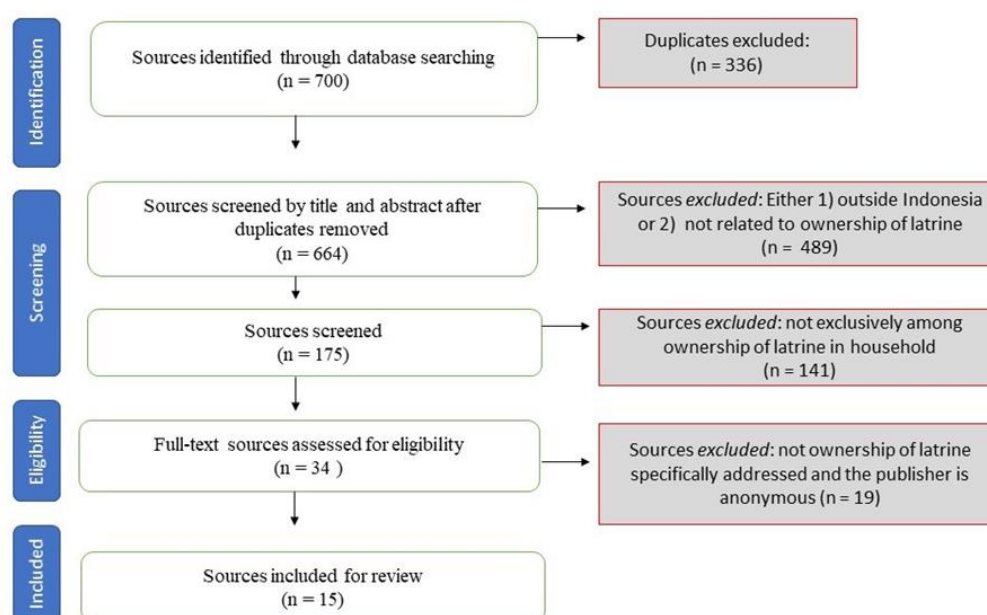 Identification
Sources identified through database searching
(n = 700)
Duplicates excluded:
(n = 336)
Screening
Sources screened by title and abstract after
duplicates removed
(n = 664)
Sources excluded: Either 1) outside Indonesia
or 2) not related to ownership of latrine
(n = 489)
Sources screened
(n = 175)
Sources excluded: not exclusively among
ownership of latrine in household
(n = 141)
Eligibility
Full-text sources assessed for eligibility
(n = 34 )
Sources excluded: not ownership of latrine
specifically addressed and the publisher is
anonymous (n = 19)
Included
Sources included for review
(n = 15)